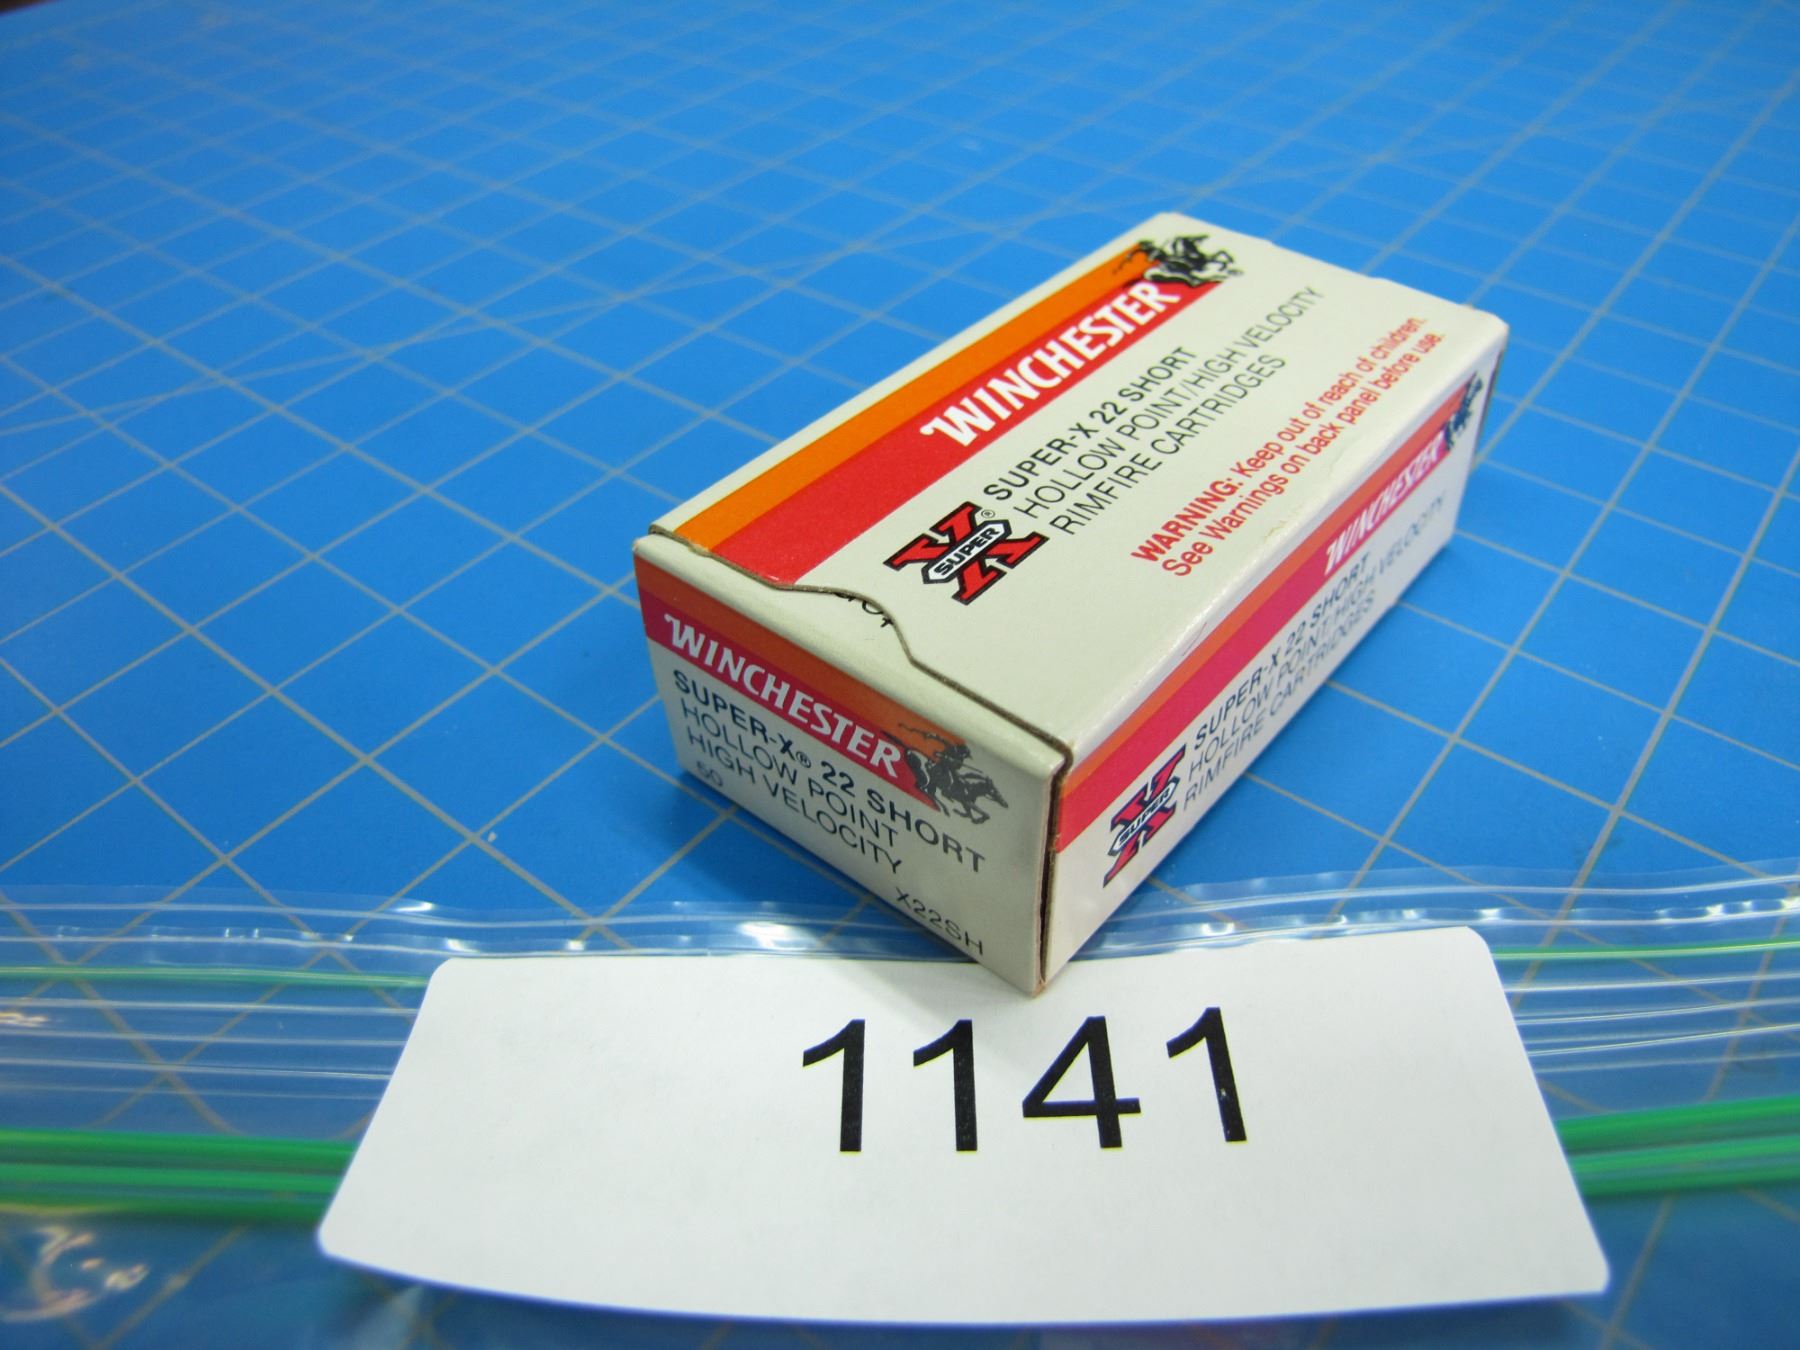 WINCHESTER®
SUPER-X 22 SHORT
HOLLOW POINT/HIGH VELOCITY
RIMFIRE CARTRIDGES
X SUPER®
WARNING: Keep out of reach of children.
See Warnings on back panel before use.
WINCHESTER
SUPER-X® 22 SHORT
HOLLOW POINT
HIGH VELOCITY
50
X22SH
WINCHESTER
SUPER-X 22 SHORT
HOLLOW POINT/HIGH VELOCITY
RIMFIRE CARTRIDGES
X SUPER
1141